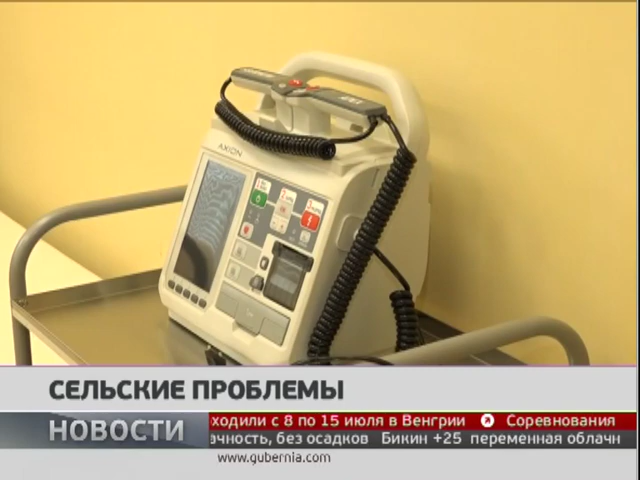 AXION
СЕЛЬСКИЕ ПРОБЛЕМЫ
НОВОСТИ
ходили с 8 по 15 июля в Венгрии Соревнования
ачность, без осадков Бикин +25 переменная облачн
www.gubernia.com